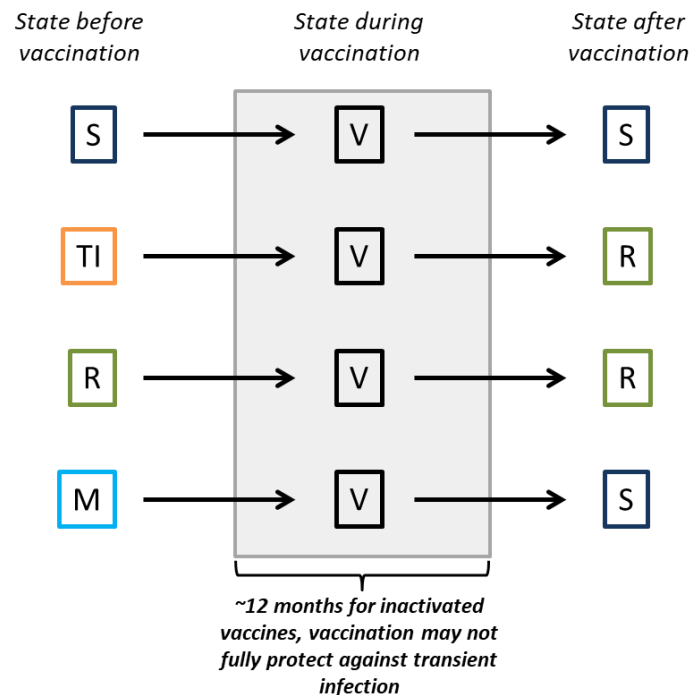 State before
vaccination
State during
vaccination
State after
vaccination
S V S
TI V R
R V R
M V S
~12 months for inactivated
vaccines, vaccination may not
fully protect against transient
infection